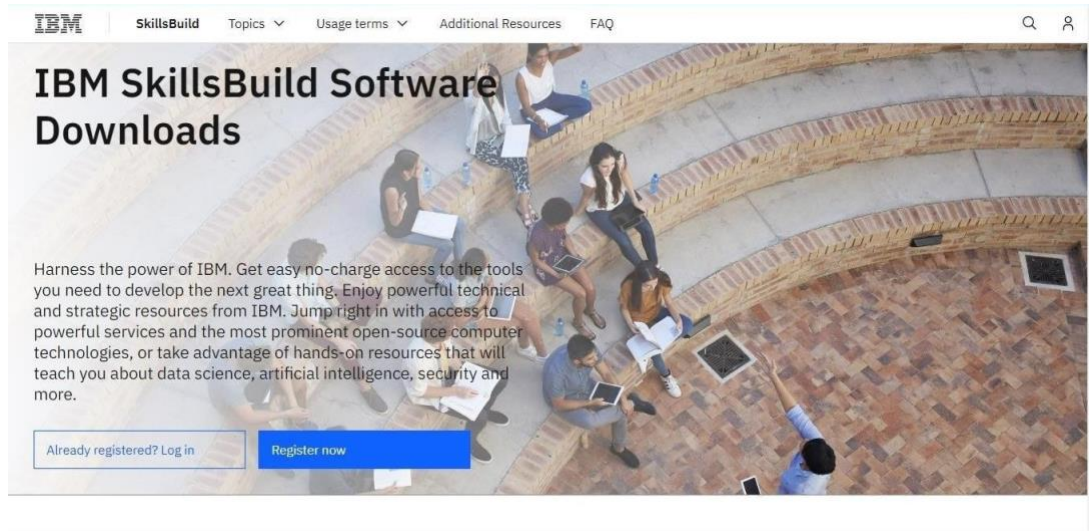 IBM SkillsBuild Topics Usage terms Additional Resources FAQ
IBM SkillsBuild Software
Downloads
Harness the power of IBM. Get easy no-charge access to the tools
you need to develop the next great thing. Enjoy powerful technical
and strategic resources from IBM. Jump right in with access to
powerful services and the most prominent open-source computer
technologies, or take advantage of hands-on resources that will
teach you about data science, artificial intelligence, security and
more.
Already registered? Log in Register now